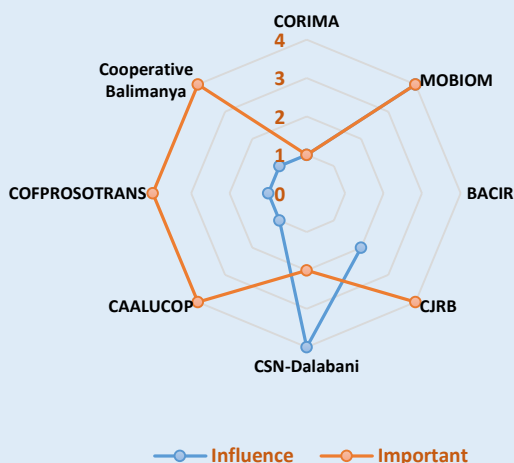 CORIMA
4
Cooperative
Balimanya
3
MOBIOM
2
1
COFPROSOTRANS
0
BACIR
CAALUCOP
CJRB
CSN-Dalabani
Influence
Important